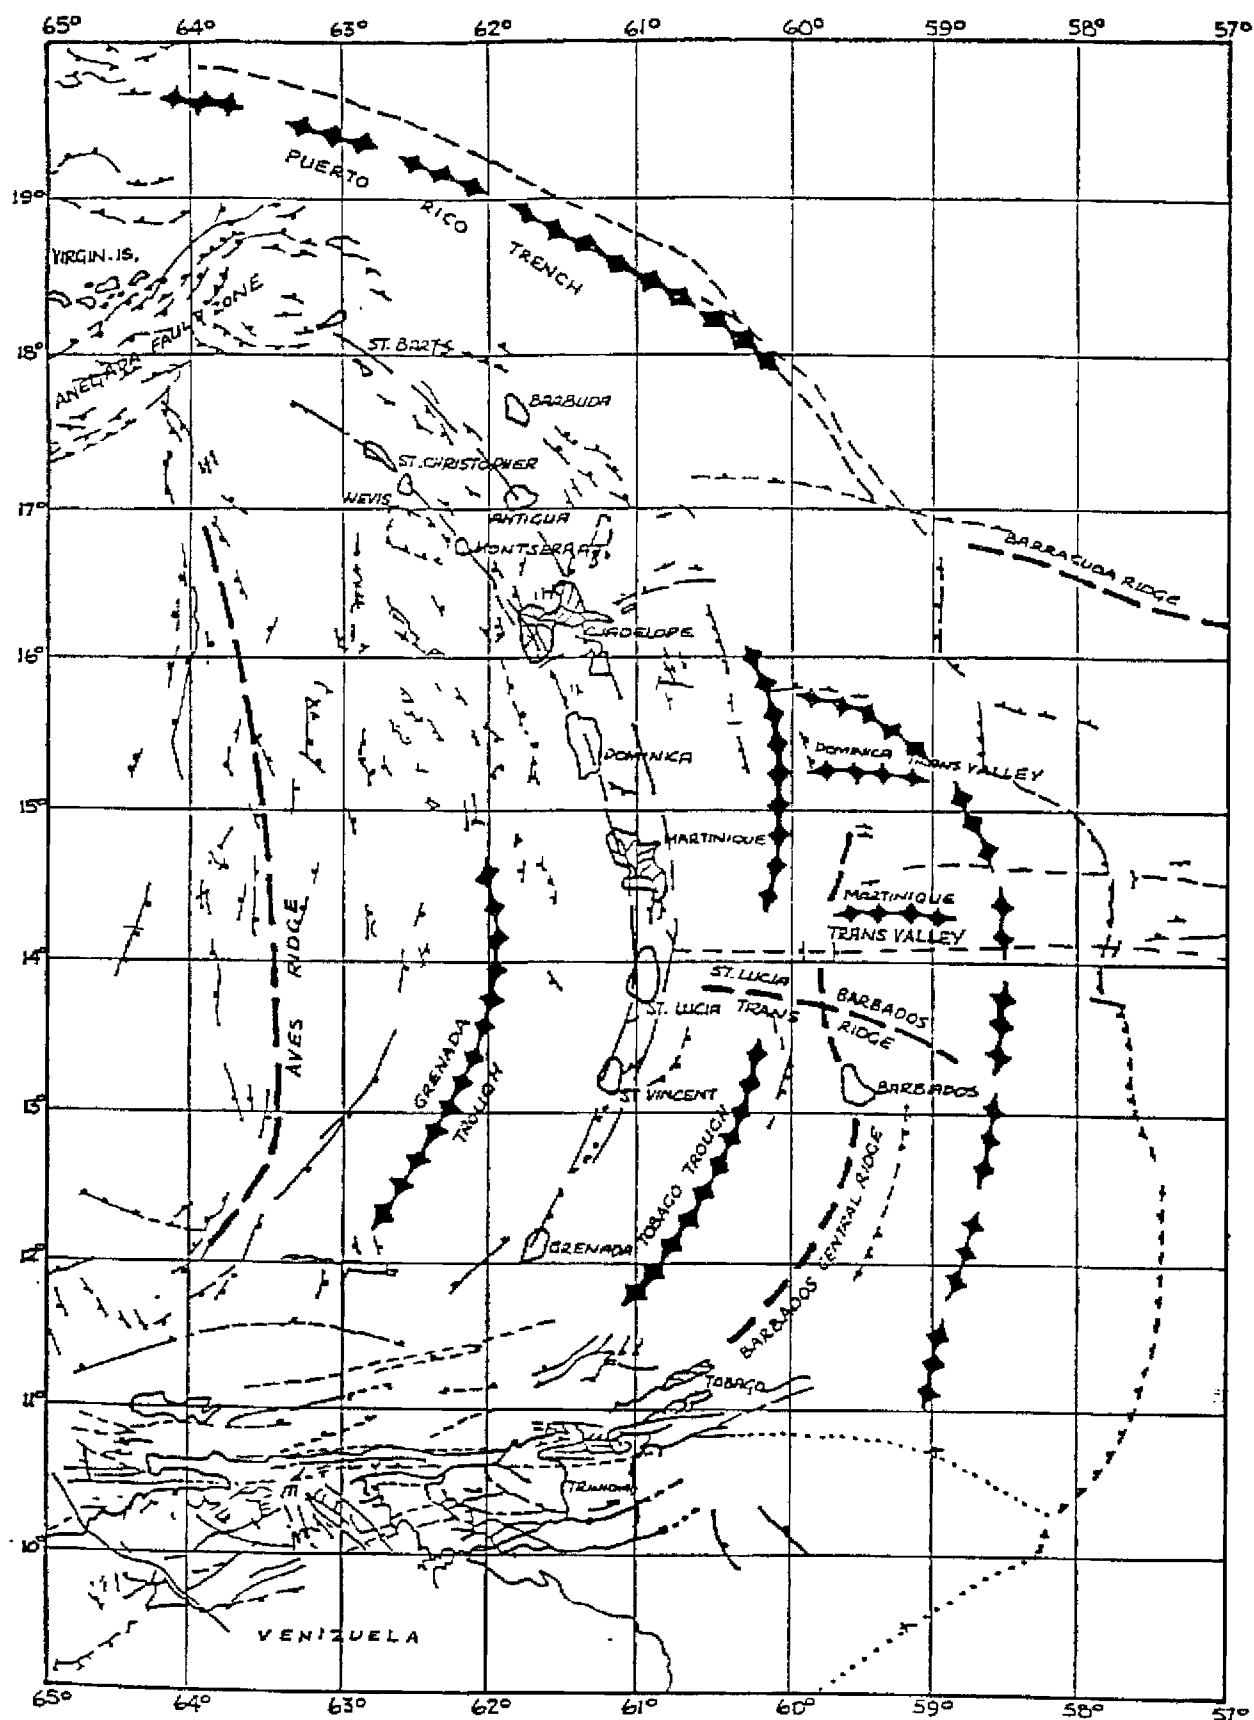 65° 64° 63° 62° 61° 60° 59° 58° 57°
PUERTO
RICO
TRENCH
19°
VIRGIN. IS.
ANEGADA FAULT ZONE
ST. BARTS
18°
BARBUDA
ST. CHRISTOPHER
NEVIS
17°
ANTIGUA
MONTSERRAT
BARRACUDA RIDGE
GUADELOPE
16°
DOMINICA
DOMINICA TRANS VALLEY
15°
MARTINIQUE
MARTINIQUE
TRANS VALLEY
AVES RIDGE
14°
ST. LUCIA
ST. LUCIA TRANS
BARBADOS
RIDGE
GRENADA
TROUGH
ST VINCENT
BARBADOS
13°
TOBAGO TROUGH
BARBADOS CENTRAL RIDGE
12°
GRENADA
TOBAGO
11°
TRINIDAD
10°
VENIZUELA
65° 64° 63° 62° 61° 60° 59° 58° 57°